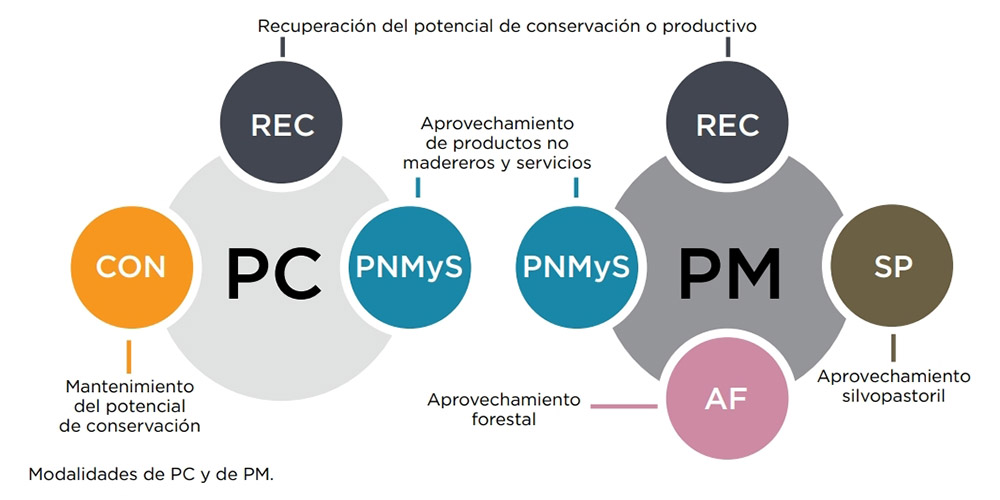 Recuperación del potencial de conservación o productivo
REC
REC
Aprovechamiento
de productos no
madereros y servicios
CON
PC
PNMyS
PNMyS
PM
SP
Mantenimiento
del potencial
de conservación
Aprovechamiento
forestal
AF
Aprovechamiento
silvopastoril
Modalidades de PC y de PM.